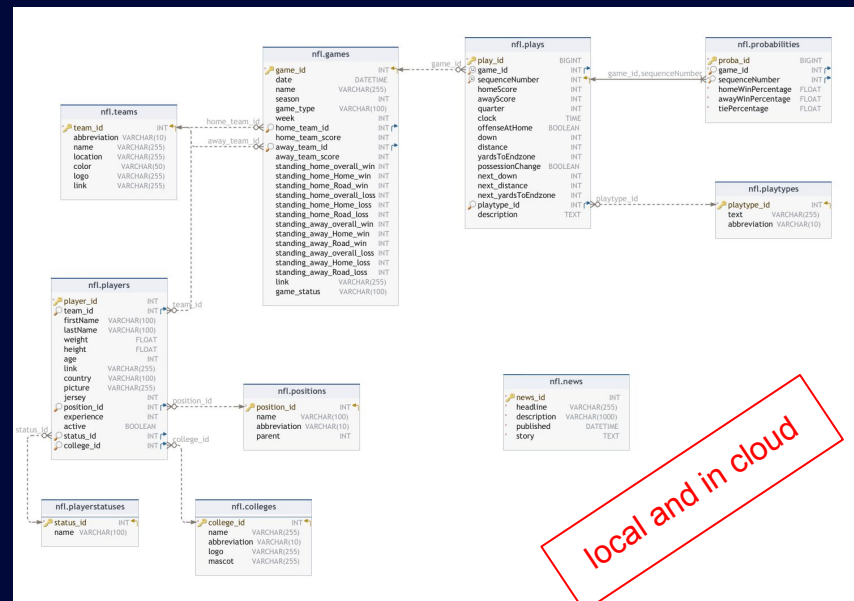 nfl.games
game_id INT
date DATETIME
name VARCHAR(255)
season INT
game_type VARCHAR(100)
week INT
home_team_id INT
home_team_score INT
away_team_id INT
away_team_score INT
standing_home_overall_win INT
standing_home_Home_win INT
standing_home_Road_win INT
standing_home_overall_loss INT
standing_home_Home_loss INT
standing_home_Road_loss INT
standing_away_overall_win INT
standing_away_Home_win INT
standing_away_Road_win INT
standing_away_overall_loss INT
standing_away_Home_loss INT
standing_away_Road_loss INT
link VARCHAR(255)
game_status VARCHAR(100)
game_id
nfl.plays
play_id BIGINT
game_id INT
sequenceNumber INT
homeScore INT
awayScore INT
quarter INT
clock TIME
offenseAtHome BOOLEAN
down INT
distance INT
yardsToEndzone INT
possessionChange BOOLEAN
next_down INT
next_distance INT
next_yardsToEndzone INT
playtype_id INT
description TEXT
game_id,sequenceNumber
nfl.probabilities
proba_id BIGINT
game_id INT
sequenceNumber INT
homeWinPercentage FLOAT
awayWinPercentage FLOAT
tiePercentage FLOAT
nfl.teams
team_id INT
abbreviation VARCHAR(10)
name VARCHAR(255)
location VARCHAR(255)
color VARCHAR(50)
logo VARCHAR(255)
link VARCHAR(255)
home_team_id
away_team_id
playtype_id
nfl.playtypes
playtype_id INT
text VARCHAR(255)
abbreviation VARCHAR(10)
nfl.players
player_id INT
team_id INT
firstName VARCHAR(100)
lastName VARCHAR(100)
weight FLOAT
height FLOAT
age INT
link VARCHAR(255)
country VARCHAR(100)
picture VARCHAR(255)
jersey INT
position_id INT
experience INT
active BOOLEAN
status_id INT
college_id INT
team_id
position_id
status_id
college_id
nfl.positions
position_id INT
name VARCHAR(100)
abbreviation VARCHAR(10)
parent INT
nfl.news
news_id INT
headline VARCHAR(255)
description VARCHAR(1000)
published DATETIME
story TEXT
local and in cloud
nfl.playerstatuses
status_id INT
name VARCHAR(100)
nfl.colleges
college_id INT
name VARCHAR(255)
abbreviation VARCHAR(10)
logo VARCHAR(255)
mascot VARCHAR(255)